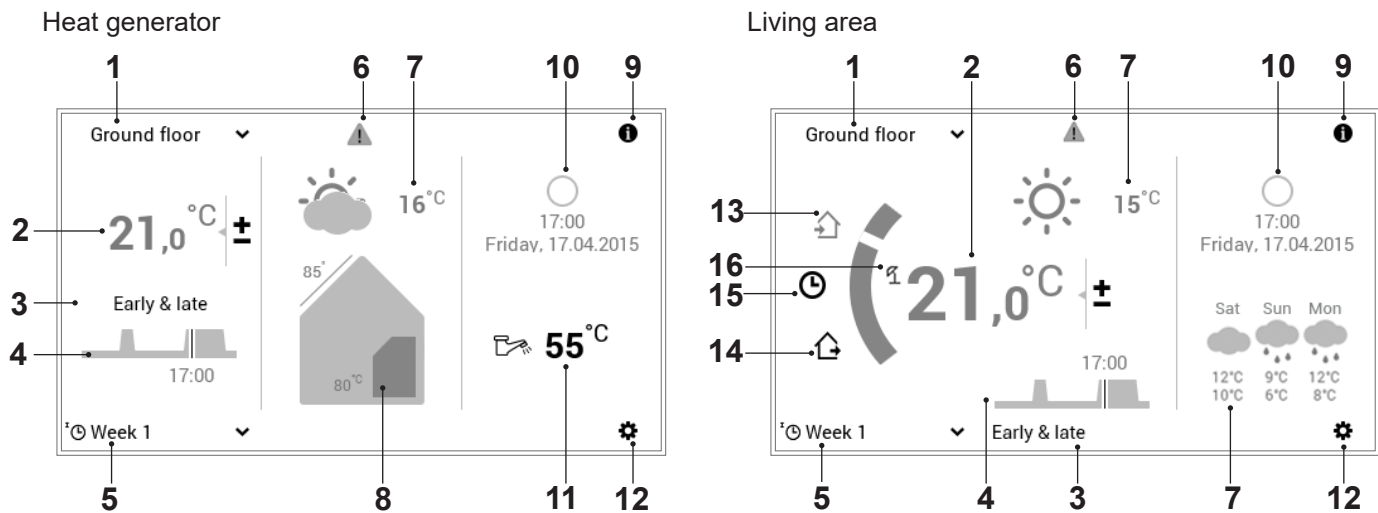 Heat generator
1 6 7 10 9
Ground floor
16°C
2 21,0°C ±
17:00
Friday, 17.04.2015
85°
3 Early & late
4
17:00
80°C
55°C
Week 1
5 8 11 12
Living area
1 2 6 7 10 9
Ground floor
15°C
13
17:00
Friday, 17.04.2015
16 21,0°C ±
15
Sat Sun Mon
14
17:00
12°C 9°C 12°C
10°C 6°C 8°C
Week 1 Early & late
5 4 3 7 12